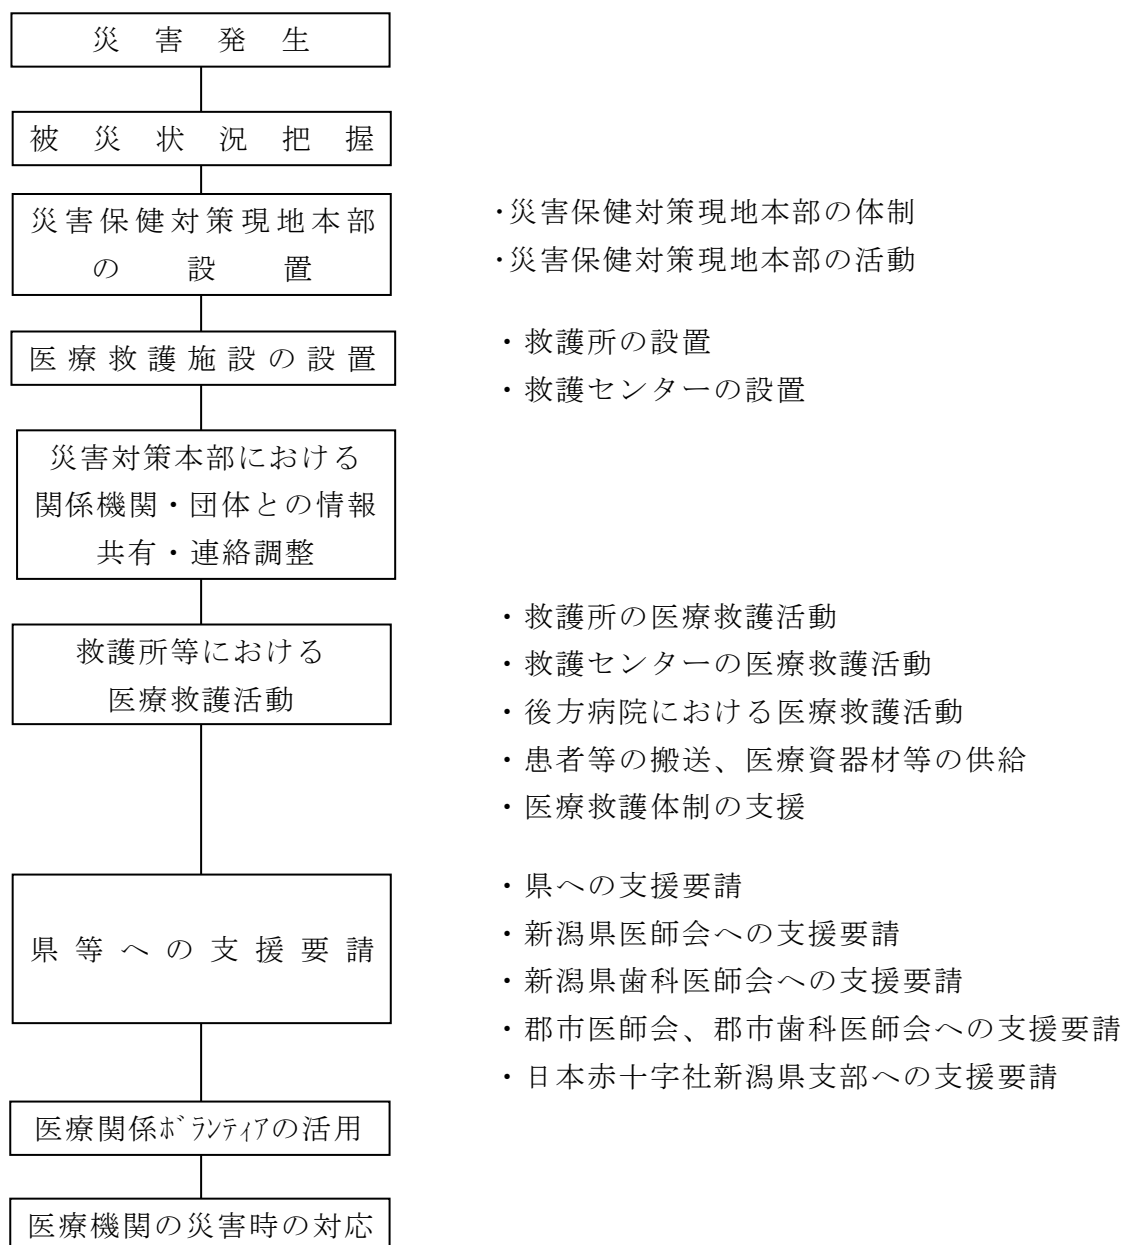 災害発生
被災状況把握
災害保健対策現地本部
の設置
・災害保健対策現地本部の体制
・災害保健対策現地本部の活動
医療救護施設の設置
・救護所の設置
・救護センターの設置
災害対策本部における
関係機関・団体との情報
共有・連絡調整
救護所等における
医療救護活動
・救護所の医療救護活動
・救護センターの医療救護活動
・後方病院における医療救護活動
・患者等の搬送、医療資器材等の供給
・医療救護体制の支援
県等への支援要請
・県への支援要請
・新潟県医師会への支援要請
・新潟県歯科医師会への支援要請
・郡市医師会、郡市歯科医師会への支援要請
・日本赤十字社新潟県支部への支援要請
医療関係ﾎﾞﾗﾝﾃｨｱの活用
医療機関の災害時の対応